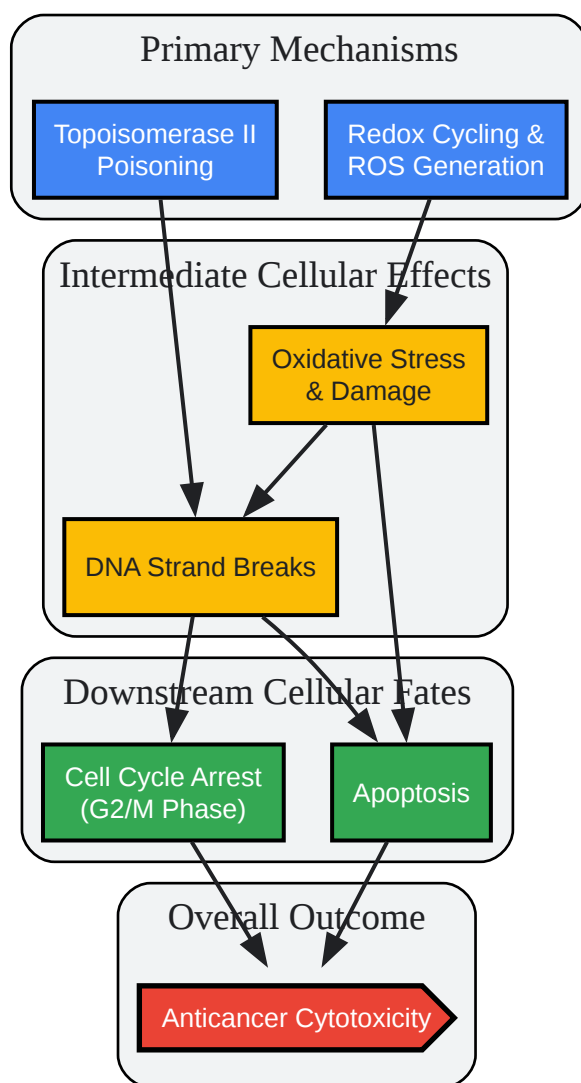 Primary Mechanisms
Topoisomerase II
Poisoning
Redox Cycling &
ROS Generation
Intermediate Cellular Effects
Oxidative Stress
& Damage
DNA Strand Breaks
Downstream Cellular Fates
Cell Cycle Arrest
(G2/M Phase)
Apoptosis
Overall Outcome
Anticancer Cytotoxicity